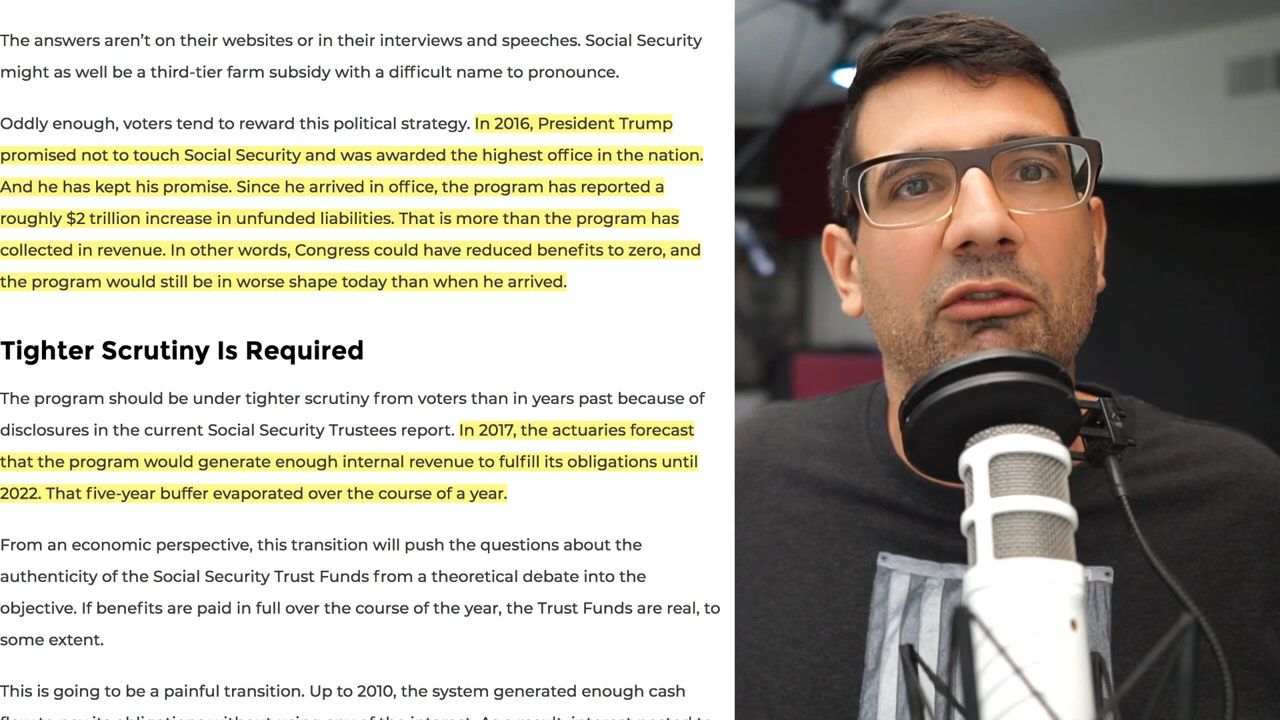 The answers aren’t on their websites or in their interviews and speeches. Social Security
might as well be a third-tier farm subsidy with a difficult name to pronounce.
Oddly enough, voters tend to reward this political strategy. In 2016, President Trump
promised not to touch Social Security and was awarded the highest office in the nation.
And he has kept his promise. Since he arrived in office, the program has reported a
roughly $2 trillion increase in unfunded liabilities. That is more than the program has
collected in revenue. In other words, Congress could have reduced benefits to zero, and
the program would still be in worse shape today than when he arrived.
Tighter Scrutiny Is Required
The program should be under tighter scrutiny from voters than in years past because of
disclosures in the current Social Security Trustees report. In 2017, the actuaries forecast
that the program would generate enough internal revenue to fulfill its obligations until
2022. That five-year buffer evaporated over the course of a year.
From an economic perspective, this transition will push the questions about the
authenticity of the Social Security Trust Funds from a theoretical debate into the
objective. If benefits are paid in full over the course of the year, the Trust Funds are real, to
some extent.
This is going to be a painful transition. Up to 2010, the system generated enough cash